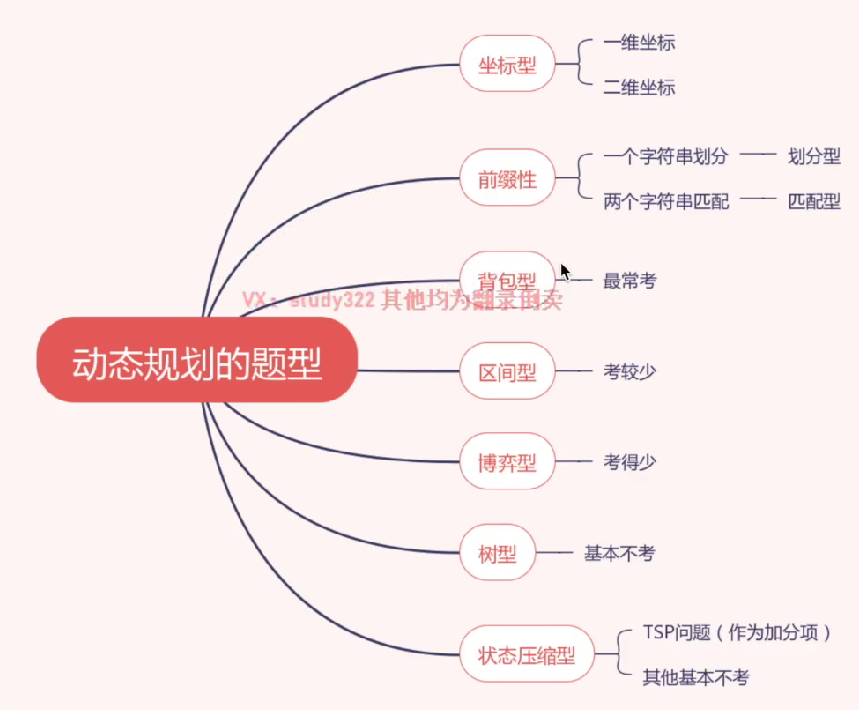 坐标型
一维坐标
二维坐标
前缀性
一个字符串划分
划分型
两个字符串匹配
匹配型
背包型
最常考
VX：study322 其他均为翻录倒卖
动态规划的题型
区间型
考较少
博弈型
考得少
树型
基本不考
状态压缩型
TSP问题（作为加分项）
其他基本不考